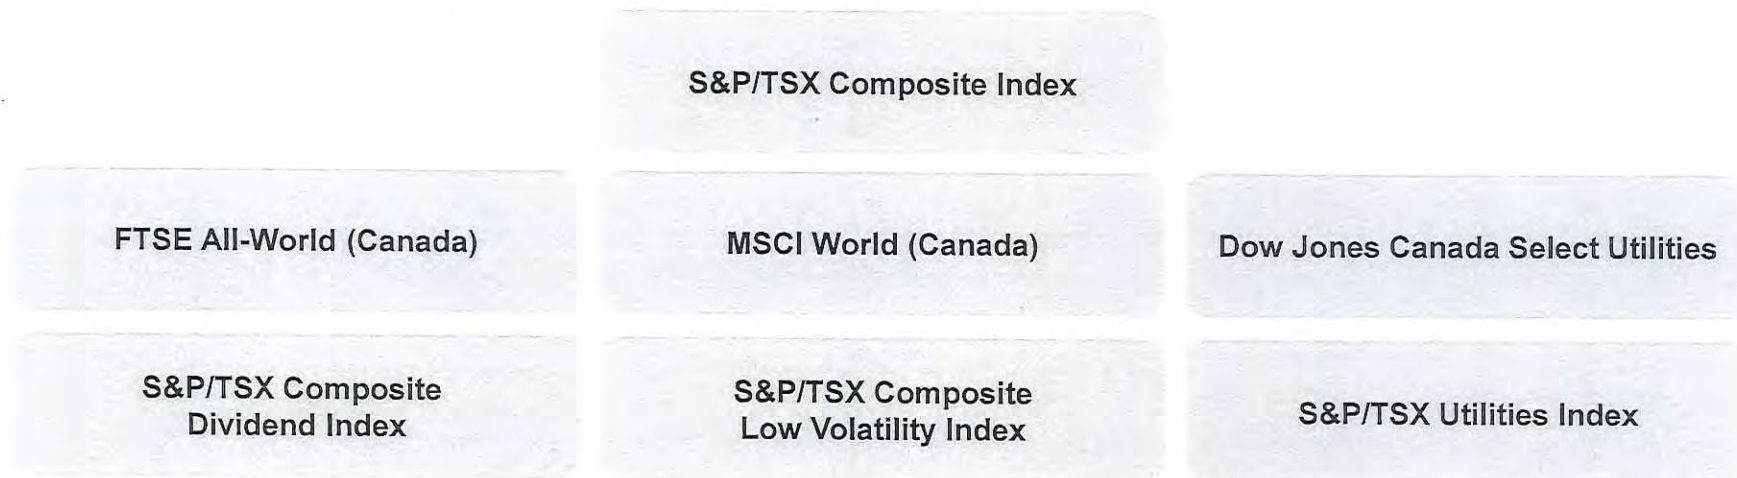 S&P/TSX Composite Index
FTSE All-World (Canada)
MSCI World (Canada)
Dow Jones Canada Select Utilities
S&P/TSX Composite
Dividend Index
S&P/TSX Composite
Low Volatility Index
S&P/TSX Utilities Index